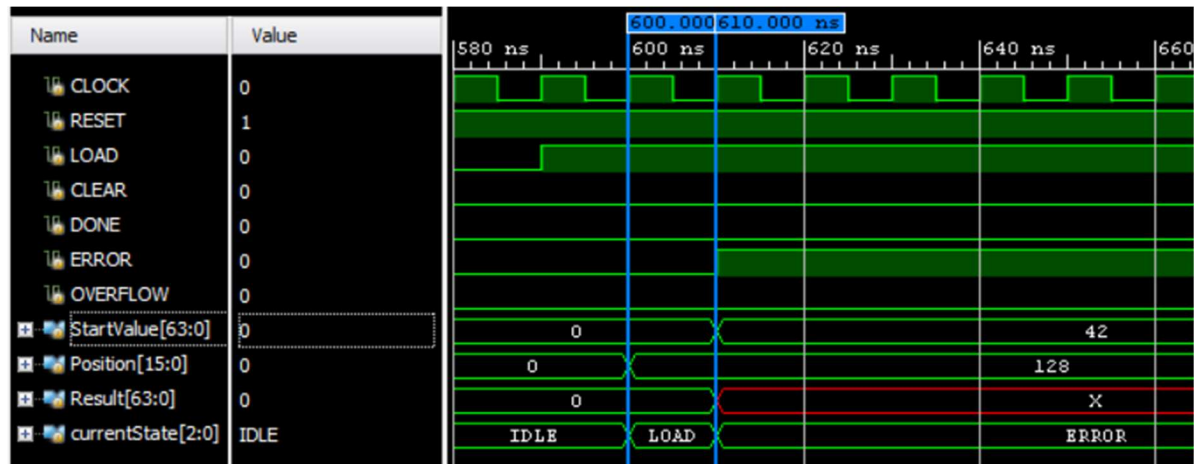 600.000 610.000 ns
Name Value 580 ns 600 ns 620 ns 640 ns 660
CLOCK 0
RESET 1
LOAD 0
CLEAR 0
DONE 0
ERROR 0
OVERFLOW 0
StartValue[63:0] 0 0 42
Position[15:0] 0 0 128
Result[63:0] 0 0 X
currentState[2:0] IDLE IDLE LOAD ERROR